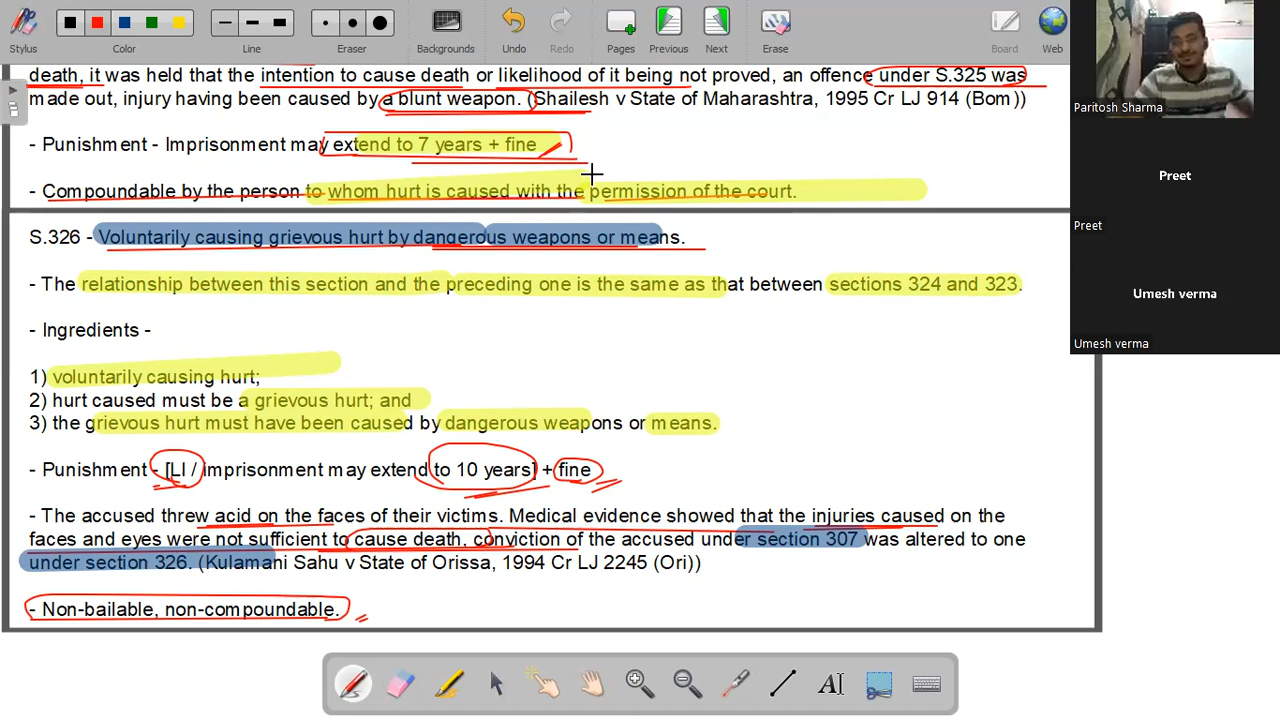 Stylus
Color
Line
Eraser
Backgrounds
Undo
Redo
Pages
Previous
Next
Erase
Board
Web
death, it was held that the intention to cause death or likelihood of it being not proved, an offence under S.325 was
made out, injury having been caused by a blunt weapon. (Shailesh v State of Maharashtra, 1995 Cr LJ 914 (Bom))
- Punishment - Imprisonment may extend to 7 years + fine
- Compoundable by the person to whom hurt is caused with the permission of the court.
S.326 - Voluntarily causing grievous hurt by dangerous weapons or means.
- The relationship between this section and the preceding one is the same as that between sections 324 and 323.
- Ingredients -
1) voluntarily causing hurt;
2) hurt caused must be a grievous hurt; and
3) the grievous hurt must have been caused by dangerous weapons or means.
- Punishment - [LI / imprisonment may extend to 10 years] + fine
- The accused threw acid on the faces of their victims. Medical evidence showed that the injuries caused on the
faces and eyes were not sufficient to cause death, conviction of the accused under section 307 was altered to one
under section 326. (Kulamani Sahu v State of Orissa, 1994 Cr LJ 2245 (Ori))
- Non-bailable, non-compoundable.
Paritosh Sharma
Preet
Preet
Umesh verma
Umesh verma
AI